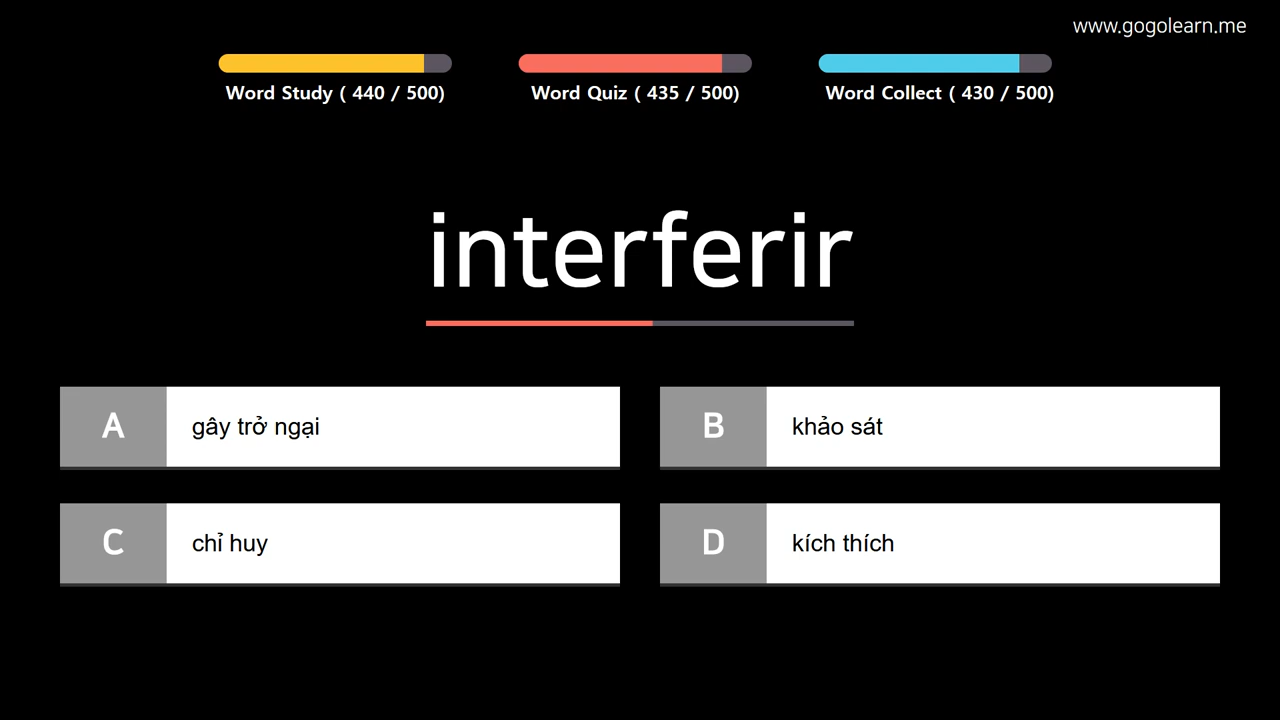 www.gogolearn.me
Word Study ( 440 / 500)
Word Quiz ( 435 / 500)
Word Collect ( 430 / 500)
interferir
A gây trở ngại
B khảo sát
C chỉ huy
D kích thích